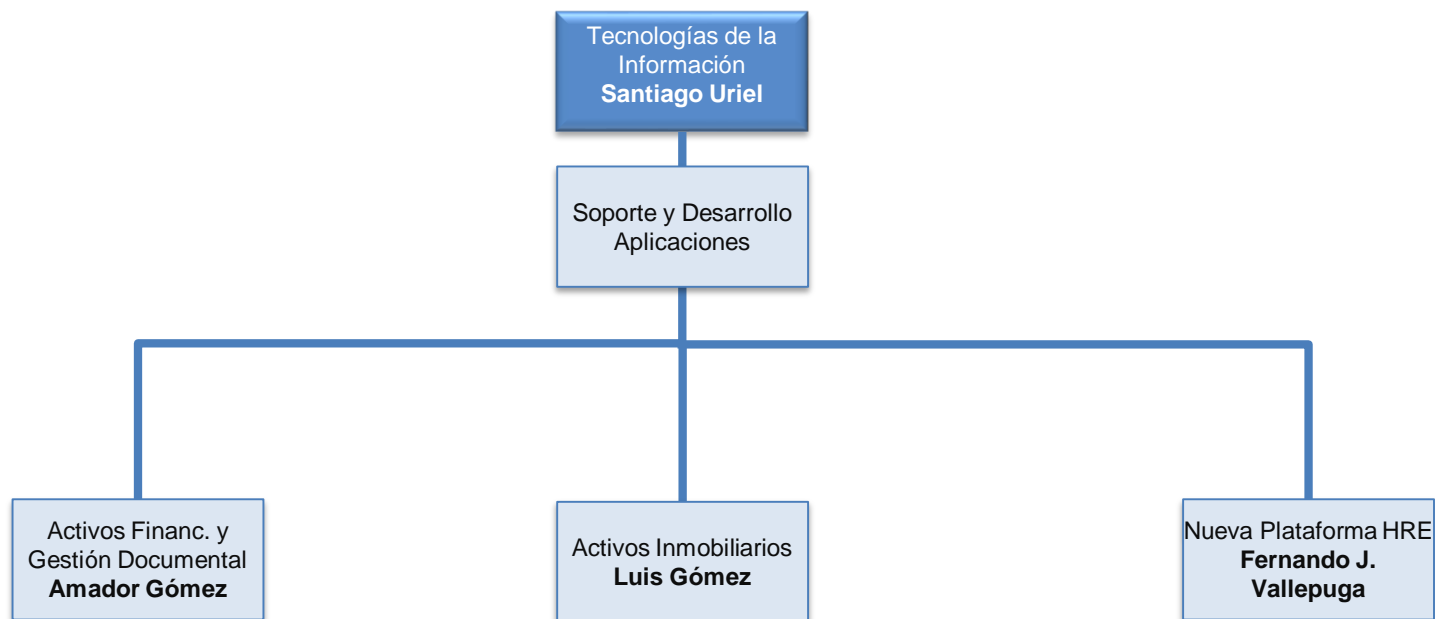 Tecnologías de la
Información
Santiago Uriel
Soporte y Desarrollo
Aplicaciones
Activos Financ. y
Gestión Documental
Amador Gómez
Activos Inmobiliarios
Luis Gómez
Nueva Plataforma HRE
Fernando J.
Vallepuga